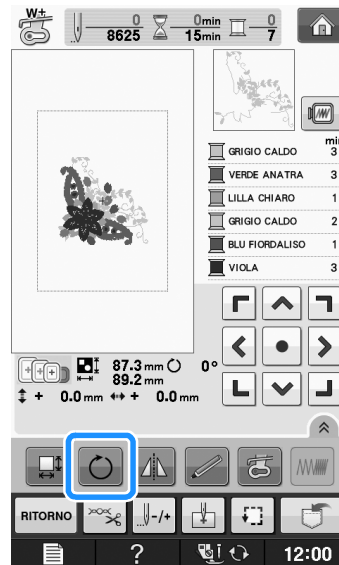 W+
0 0min 0
8625 15min 7
min
GRIGIO CALDO 3
VERDE ANATRA 3
LILLA CHIARO 1
GRIGIO CALDO 2
BLU FIORDALISO 1
VIOLA 3
87.3 mm 0°
89.2 mm
+ 0.0 mm + 0.0 mm
RITORNO -/+
? 12:00